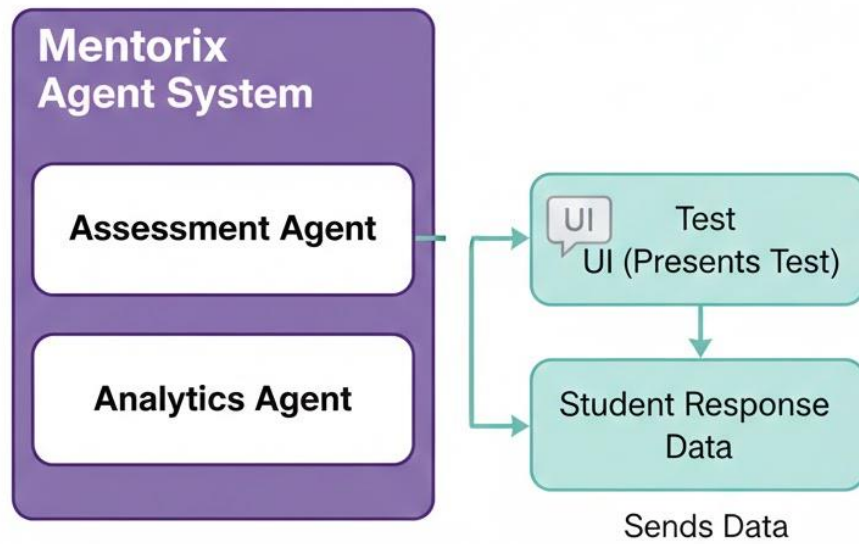 Mentorix
Agent System
Assessment Agent
Analytics Agent
UI
Test
UI (Presents Test)
Student Response
Data
Sends Data